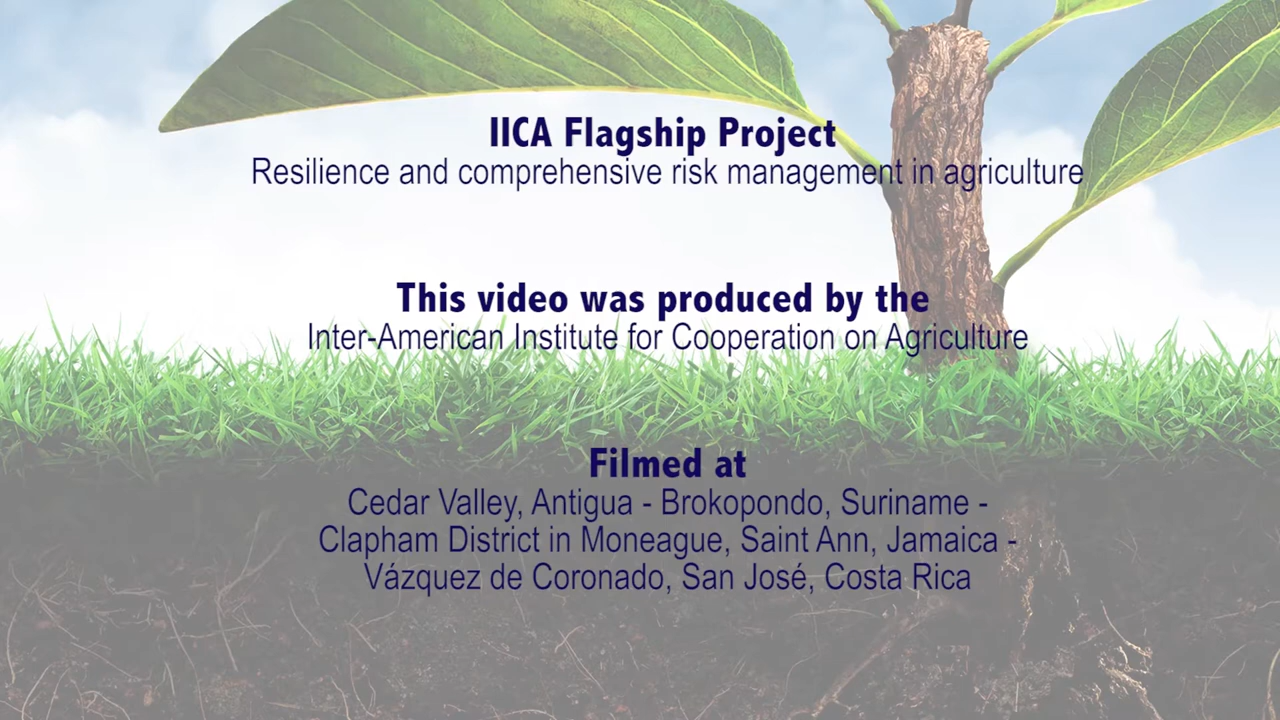 IICA Flagship Project
Resilience and comprehensive risk management in agriculture
This video was produced by the
Inter-American Institute for Cooperation on Agriculture
Filmed at
Cedar Valley, Antigua - Brokopondo, Suriname -
Clapham District in Moneague, Saint Ann, Jamaica -
Vázquez de Coronado, San José, Costa Rica